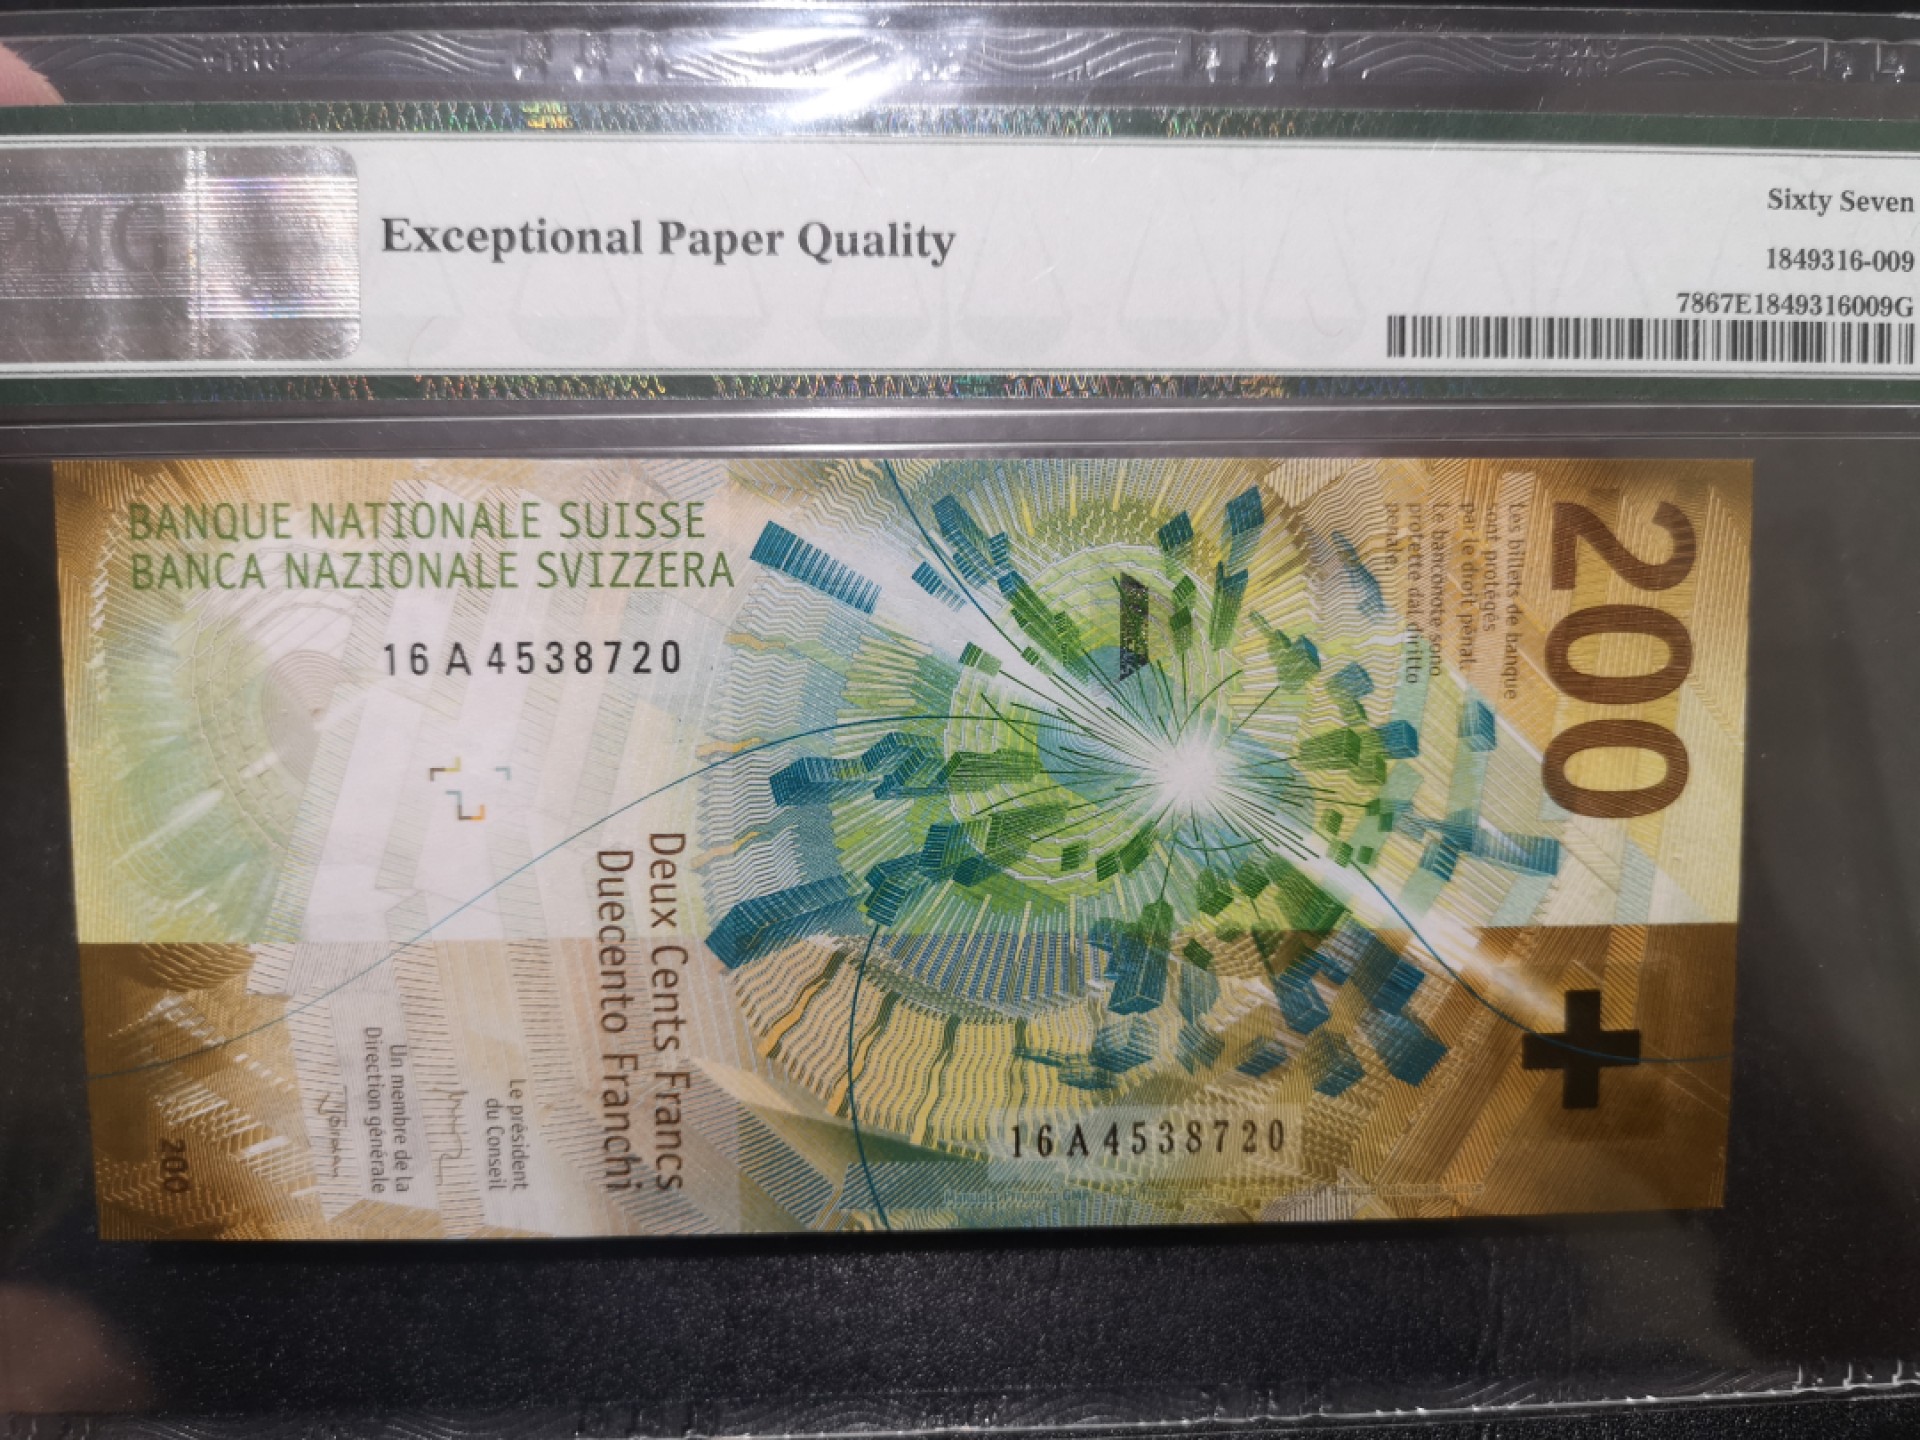 PMG
Exceptional Paper Quality
Sixty Seven
1849316-009
7867E1849316009G
BANQUE NATIONALE SUISSE
BANCA NAZIONALE SVIZZERA
16A4538720
Les billets de banque
sont protégés
par le droit pénal.
Le banconote sono
protette dal diritto
penale.
200
Deux Cents Francs
Duecento Franchi
Le président
du Conseil
Un membre de la
Direction générale
200
16A4538720